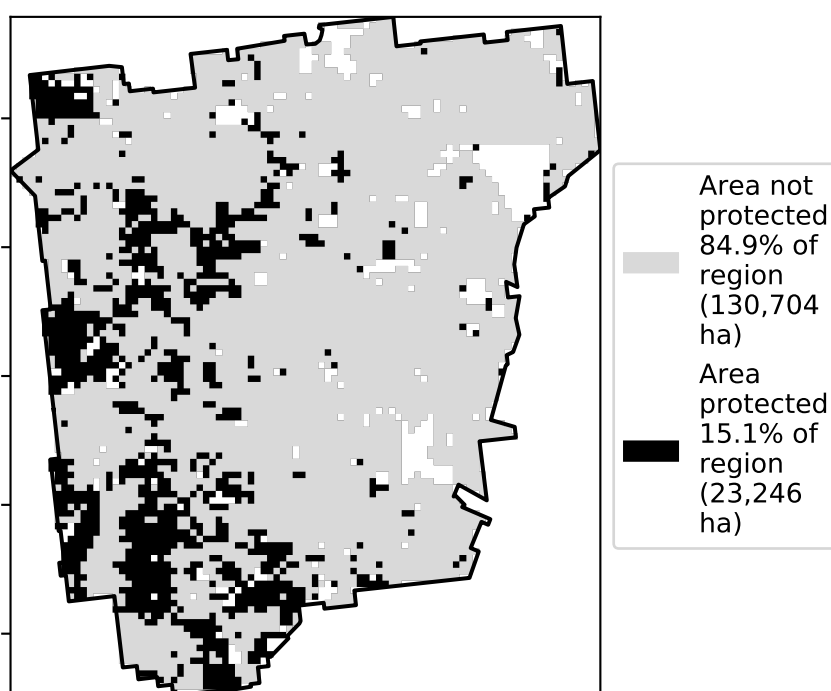 Area not
protected
84.9% of
region
(130,704
ha)
Area
protected
15.1% of
region
(23,246
ha)